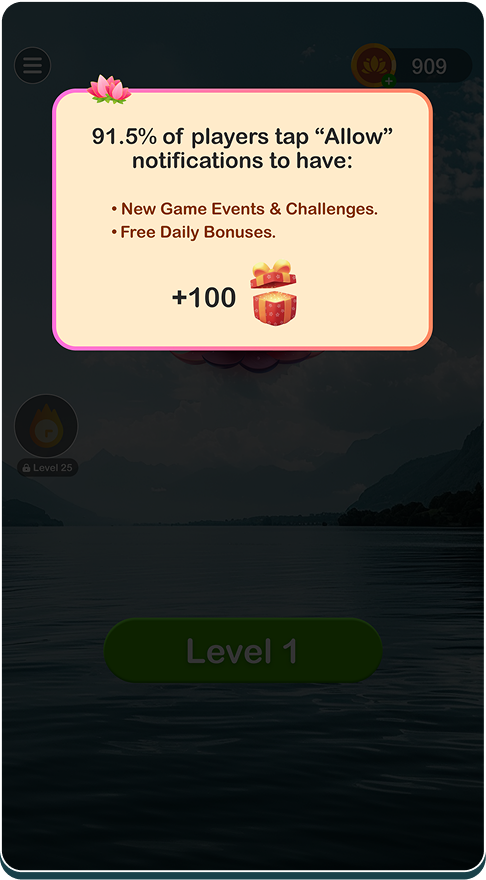 909
91.5% of players tap “Allow”
notifications to have:
• New Game Events & Challenges.
• Free Daily Bonuses.
+100
Level 25
Level 1